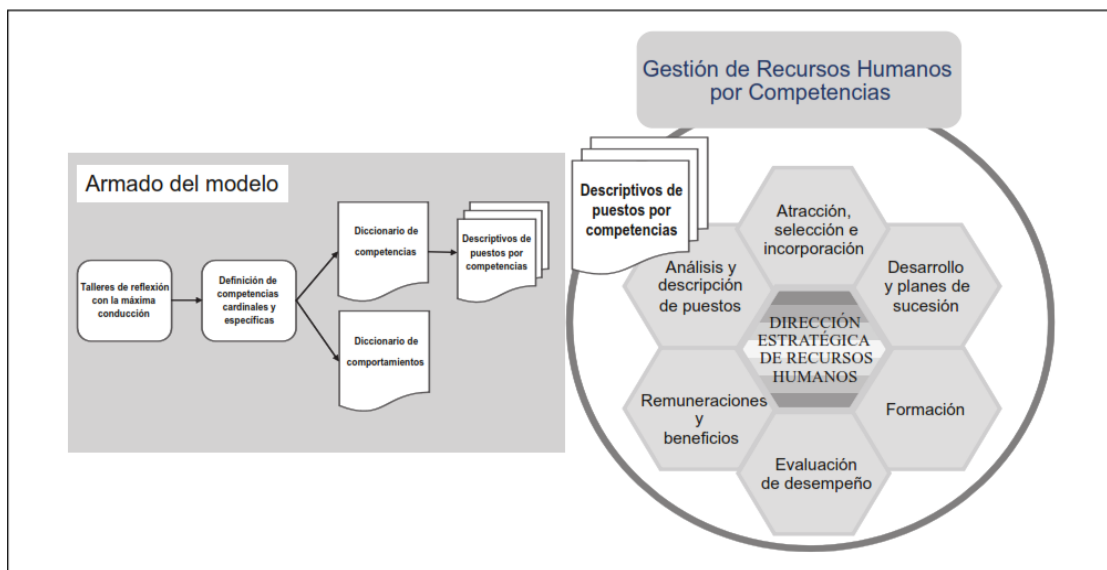 Gestión de Recursos Humanos
por Competencias
Armado del modelo
Talleres de reflexión
con la máxima
conducción
Definición de
competencias
cardinales y
específicas
Diccionario de
competencias
Descriptivos de
puestos por
competencias
Diccionario de
comportamientos
Descriptivos de
puestos por
competencias
Atracción,
selección e
incorporación
Análisis y
descripción
de puestos
Desarrollo
y planes de
sucesión
DIRECCIÓN
ESTRATÉGICA
DE RECURSOS
HUMANOS
Remuneraciones
y
beneficios
Formación
Evaluación
de desempeño